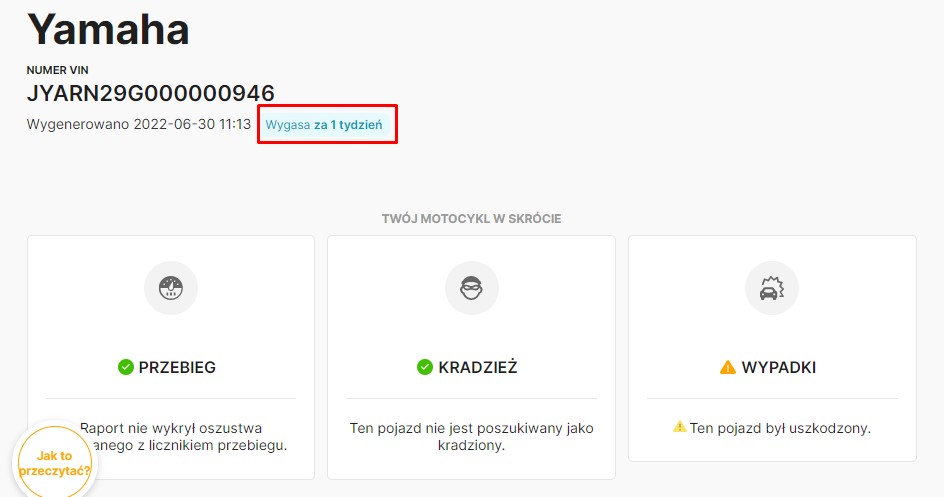 Yamaha
NUMER VIN
JYARN29G000000946
Wygenerowano 2022-06-30 11:13 Wygasa za 1 tydzień
TWÓJ MOTOCYKL W SKRÓCIE
PRZEBIEG
Raport nie wykrył oszustwa
z licznikiem przebiegu.
KRADZIEŻ
Ten pojazd nie jest poszukiwany jako
kradziony.
WYPADKI
Ten pojazd był uszkodzony.
Jak to
przeczytać?